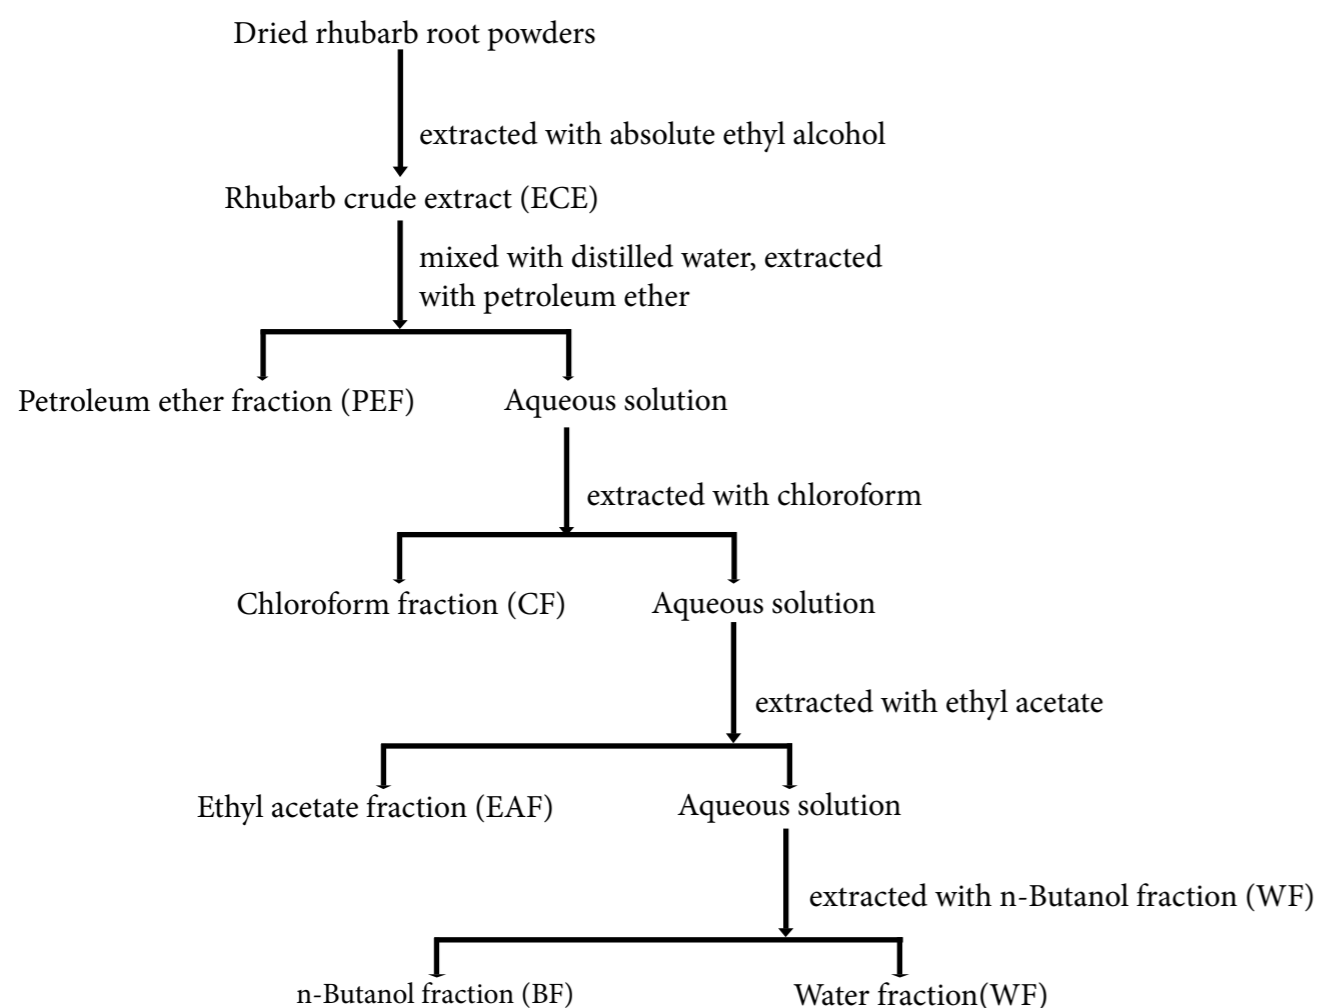 Dried rhubarb root powders
extracted with absolute ethyl alcohol
Rhubarb crude extract (ECE)
mixed with distilled water, extracted
with petroleum ether
Petroleum ether fraction (PEF)
Aqueous solution
extracted with chloroform
Chloroform fraction (CF)
Aqueous solution
extracted with ethyl acetate
Ethyl acetate fraction (EAF)
Aqueous solution
extracted with n-Butanol fraction (WF)
n-Butanol fraction (BF)
Water fraction(WF)